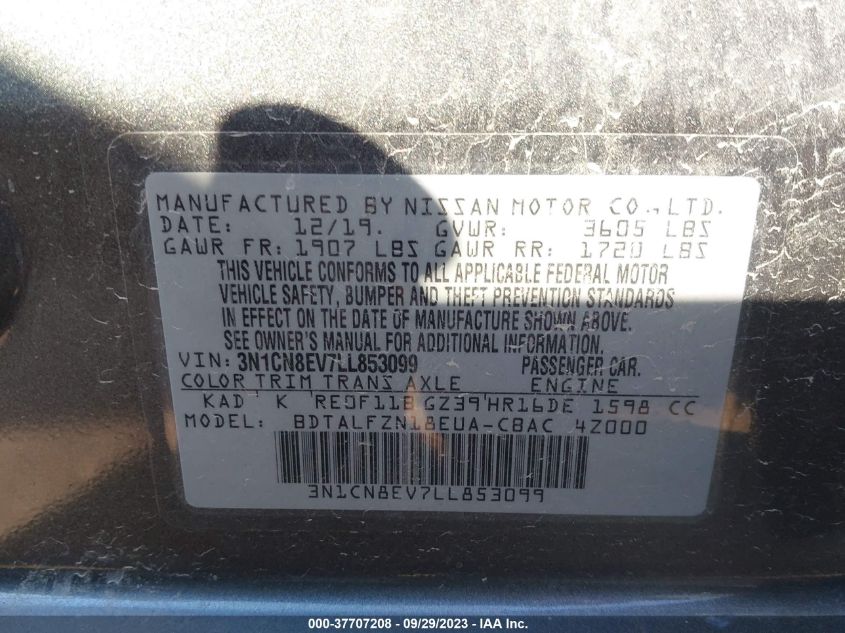 MANUFACTURED BY NISSAN MOTOR CO., LTD.
DATE: 12/19. GVWR: 3605 LBS
GAWR FR: 1907 LBS GAWR RR: 1720 LBS
THIS VEHICLE CONFORMS TO ALL APPLICABLE FEDERAL MOTOR
VEHICLE SAFETY, BUMPER AND THEFT PREVENTION STANDARDS
IN EFFECT ON THE DATE OF MANUFACTURE SHOWN ABOVE.
SEE OWNER'S MANUAL FOR ADDITIONAL INFORMATION.
VIN: 3N1CN8EV7LL853099 PASSENGER CAR.
COLOR TRIM TRANS AXLE ENGINE
KAD K RE0F11B GZ39 HR16DE 1598 CC
MODEL: BDTALFZN18EUA-CBAC 4Z000
3N1CN8EV7LL853099
000-37707208 - 09/29/2023 - Copyright © IAA, Inc.